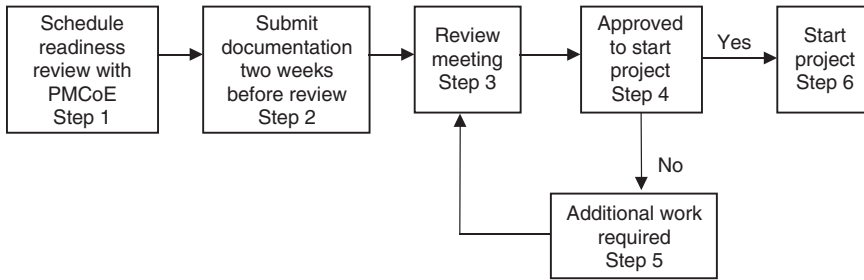 Schedule
readiness
review with
PMCoE
Step 1
Submit
documentation
two weeks
before review
Step 2
Review
meeting
Step 3
Approved
to start
project
Step 4
Yes
Start
project
Step 6
No
Additional work
required
Step 5